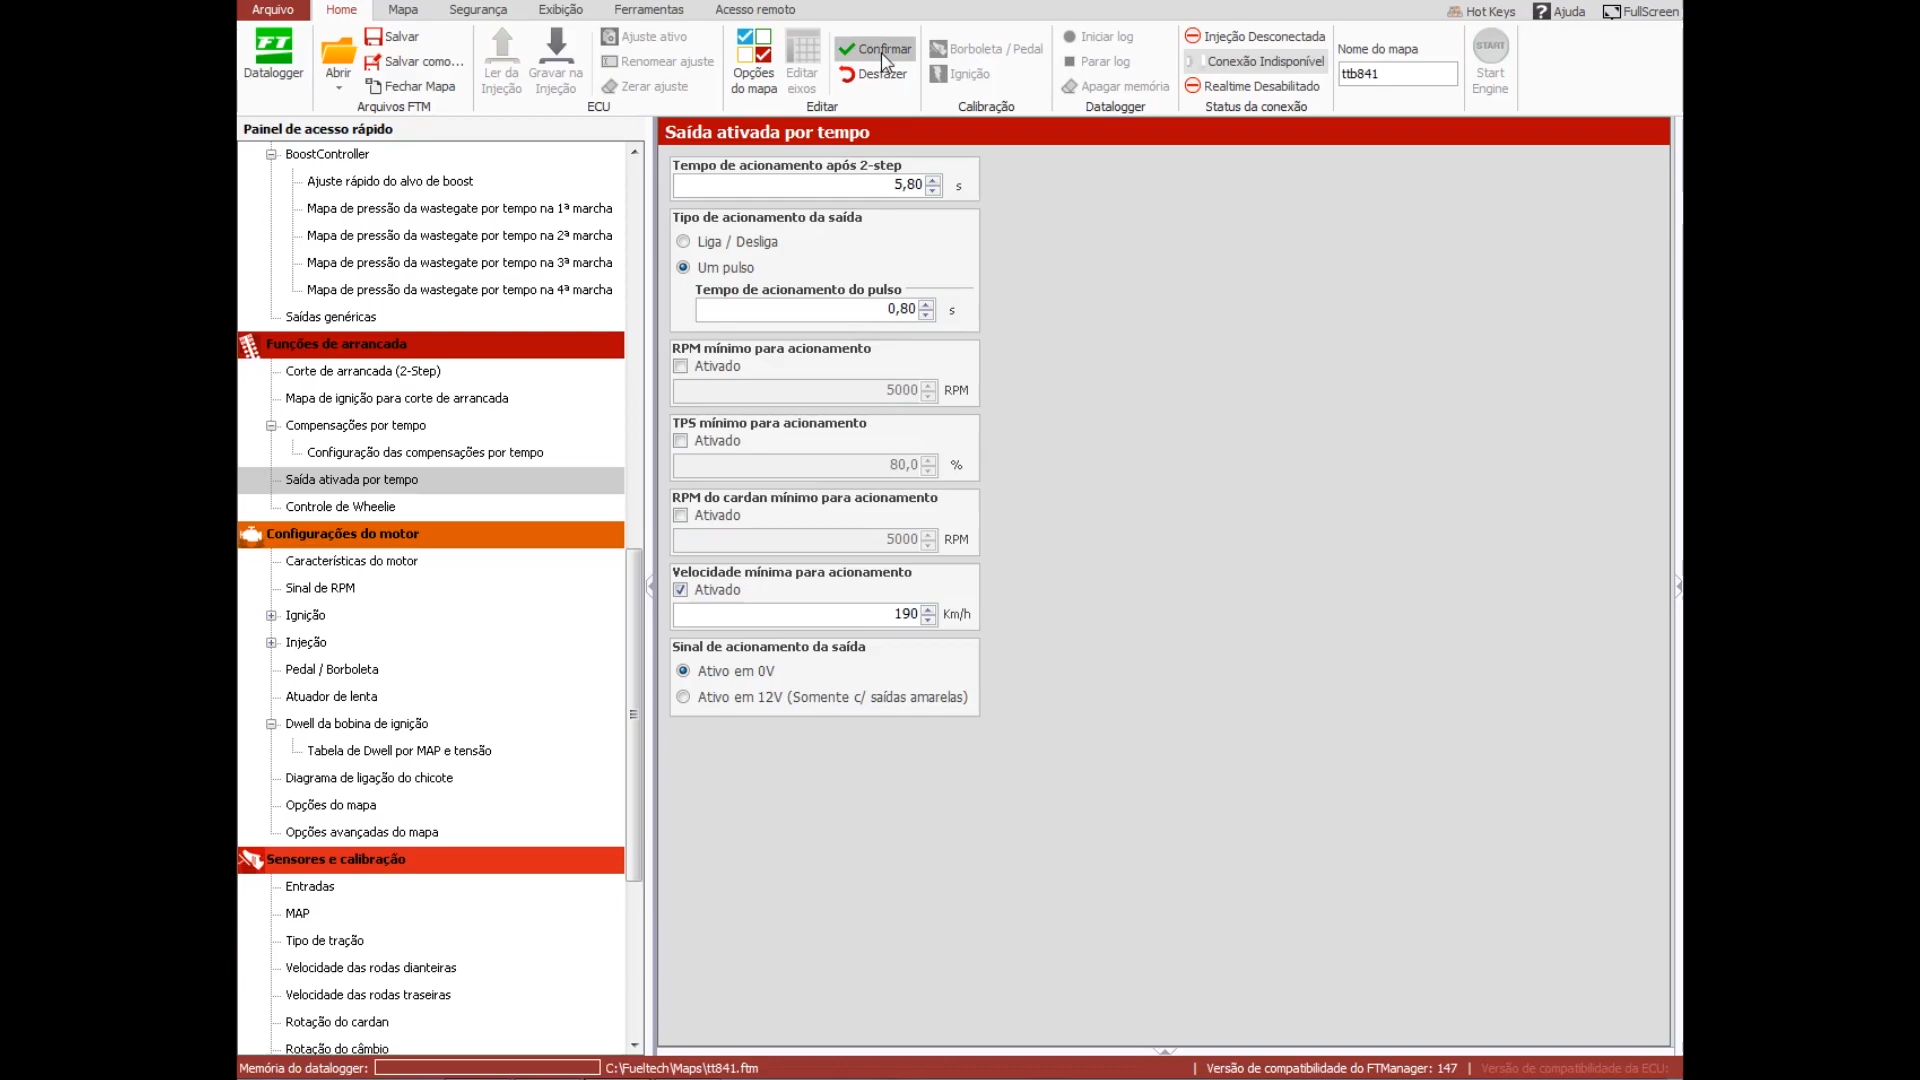 Arquivo Home Mapa Segurança Exibição Ferramentas Acesso remoto Hot Keys Ajuda FullScreen
FT
Datalogger
Abrir
Salvar
Salvar como...
Fechar Mapa
Arquivos FTM
Ler da
Injeção
Gravar na
Injeção
Ajuste ativo
Renomear ajuste
Zerar ajuste
ECU
Opções
do mapa
Editar
eixos
Confirmar
Desfazer
Editar
Borboleta / Pedal
Ignição
Calibração
Iniciar log
Parar log
Apagar memória
Datalogger
Injeção Desconectada
Conexão Indisponível
Realtime Desabilitado
Status da conexão
Nome do mapa
ttb841
START
Start
Engine
Painel de acesso rápido
BoostController
Ajuste rápido do alvo de boost
Mapa de pressão da wastegate por tempo na 1ª marcha
Mapa de pressão da wastegate por tempo na 2ª marcha
Mapa de pressão da wastegate por tempo na 3ª marcha
Mapa de pressão da wastegate por tempo na 4ª marcha
Saídas genéricas
Funções de arrancada
Corte de arrancada (2-Step)
Mapa de ignição para corte de arrancada
Compensações por tempo
Configuração das compensações por tempo
Saída ativada por tempo
Controle de Wheelie
Configurações do motor
Características do motor
Sinal de RPM
Ignição
Injeção
Pedal / Borboleta
Atuador de lenta
Dwell da bobina de ignição
Tabela de Dwell por MAP e tensão
Diagrama de ligação do chicote
Opções do mapa
Opções avançadas do mapa
Sensores e calibração
Entradas
MAP
Tipo de tração
Velocidade das rodas dianteiras
Velocidade das rodas traseiras
Rotação do cardan
Rotação do câmbio
Saída ativada por tempo
Tempo de acionamento após 2-step
5,80 s
Tipo de acionamento da saída
Liga / Desliga
Um pulso
Tempo de acionamento do pulso
0,80 s
RPM mínimo para acionamento
Ativado
5000 RPM
TPS mínimo para acionamento
Ativado
80,0 %
RPM do cardan mínimo para acionamento
Ativado
5000 RPM
Velocidade mínima para acionamento
Ativado
190 Km/h
Sinal de acionamento da saída
Ativo em 0V
Ativo em 12V (Somente c/ saídas amarelas)
Memória do datalogger: C:\Fueltech\Maps\tt841.ftm | Versão de compatibilidade do FTManager: 147 | Versão de compatibilidade da ECU: